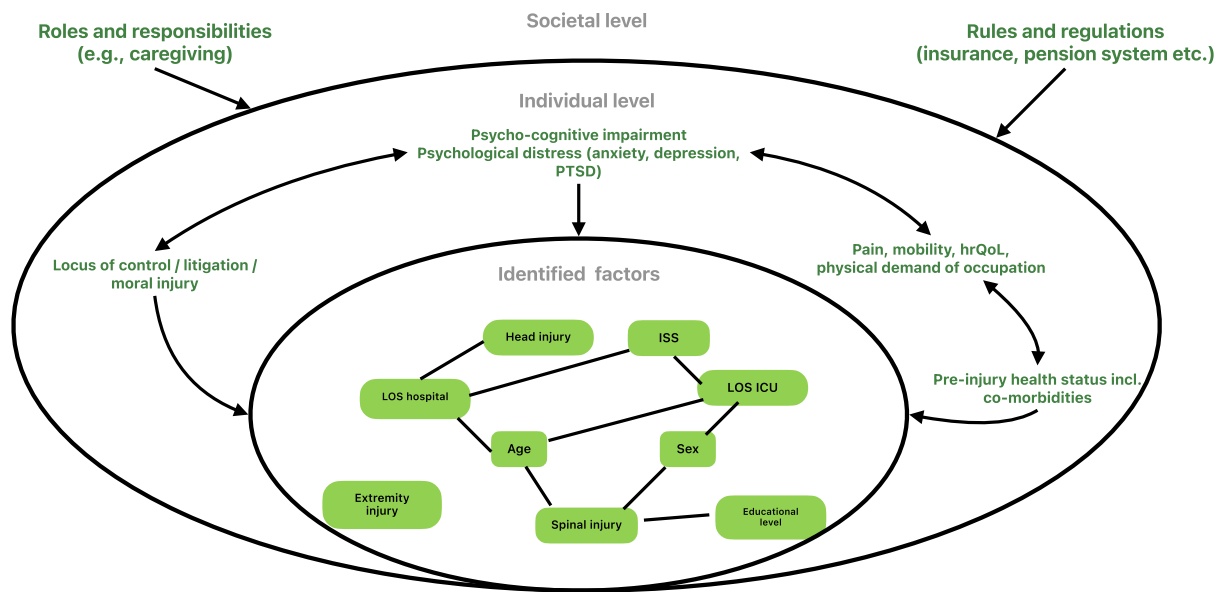 Societal level
Roles and responsibilities
(e.g., caregiving)
Rules and regulations
(insurance, pension system etc.)
Individual level
Psycho-cognitive impairment
Psychological distress (anxiety, depression,
PTSD)
Locus of control / litigation /
moral injury
Pain, mobility, hrQoL,
physical demand of occupation
Pre-injury health status incl.
co-morbidities
Identified factors
Head injury
ISS
LOS hospital
LOS ICU
Age
Sex
Extremity
injury
Spinal injury
Educational
level